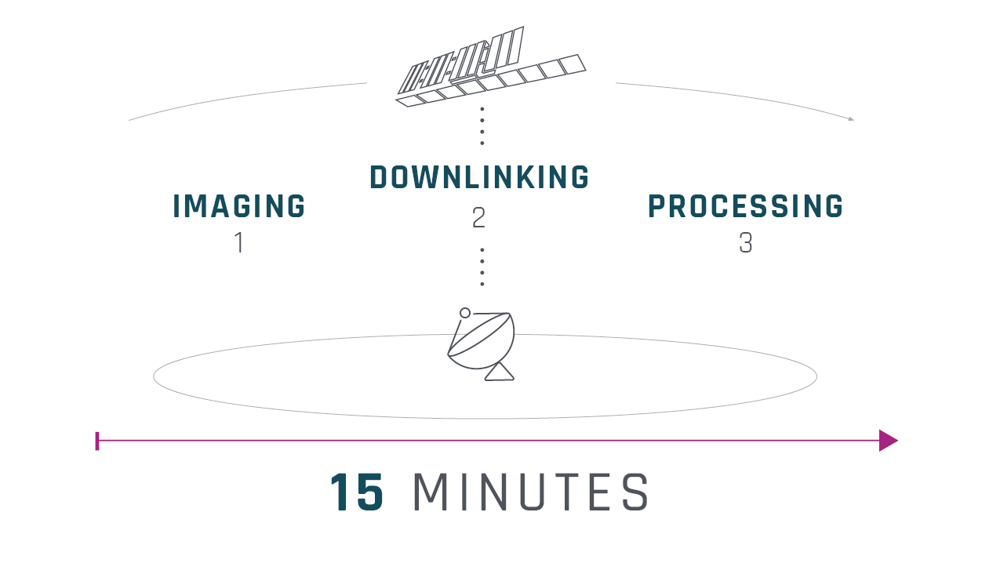 IMAGING
1
DOWNLINKING
2
PROCESSING
3
15 MINUTES